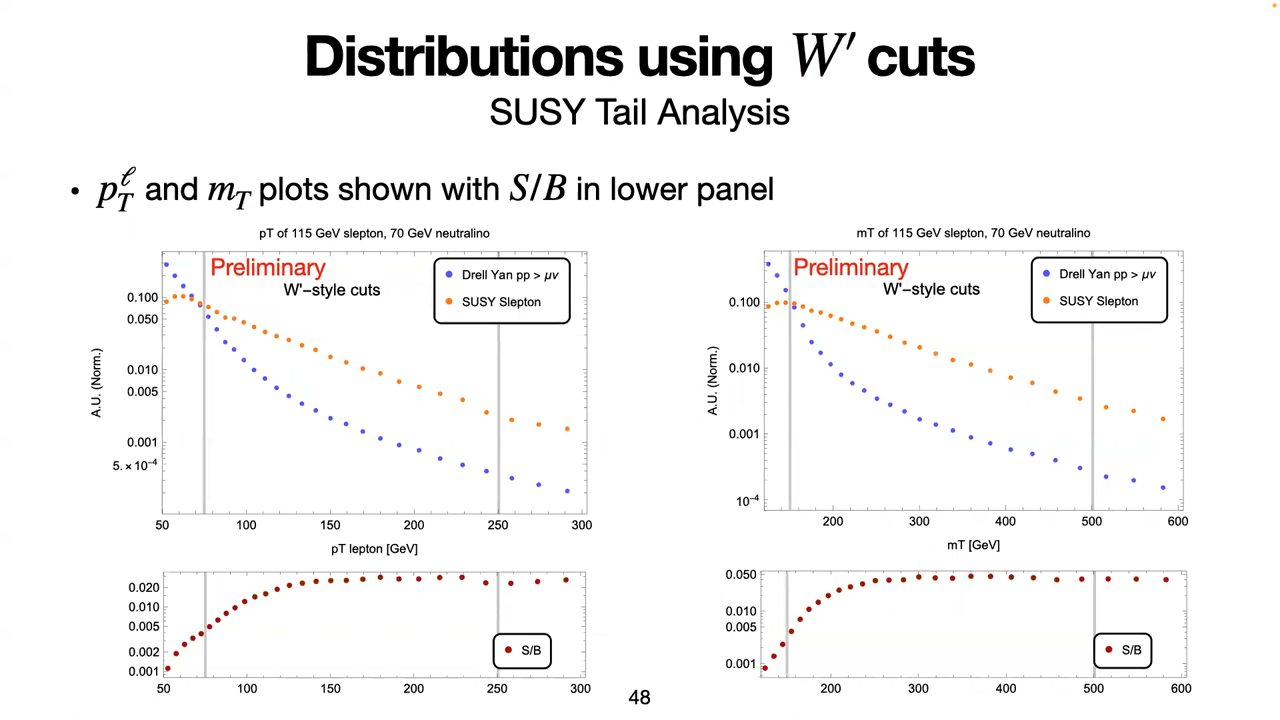 Distributions using W′ cuts
SUSY Tail Analysis
• p_T^ℓ and m_T plots shown with S/B in lower panel
pT of 115 GeV slepton, 70 GeV neutralino
Preliminary
W'-style cuts
Drell Yan pp > μν
SUSY Slepton
0.100
0.050
0.010
0.005
0.001
5. × 10⁻⁴
A.U. (Norm.)
50 100 150 200 250 300
pT lepton [GeV]
0.020
0.010
0.005
0.002
0.001
S/B
50 100 150 200 250 300
mT of 115 GeV slepton, 70 GeV neutralino
Preliminary
W'-style cuts
Drell Yan pp > μν
SUSY Slepton
0.100
0.010
0.001
10⁻⁴
A.U. (Norm.)
200 300 400 500 600
mT [GeV]
0.050
0.010
0.005
0.001
S/B
200 300 400 500 600
48